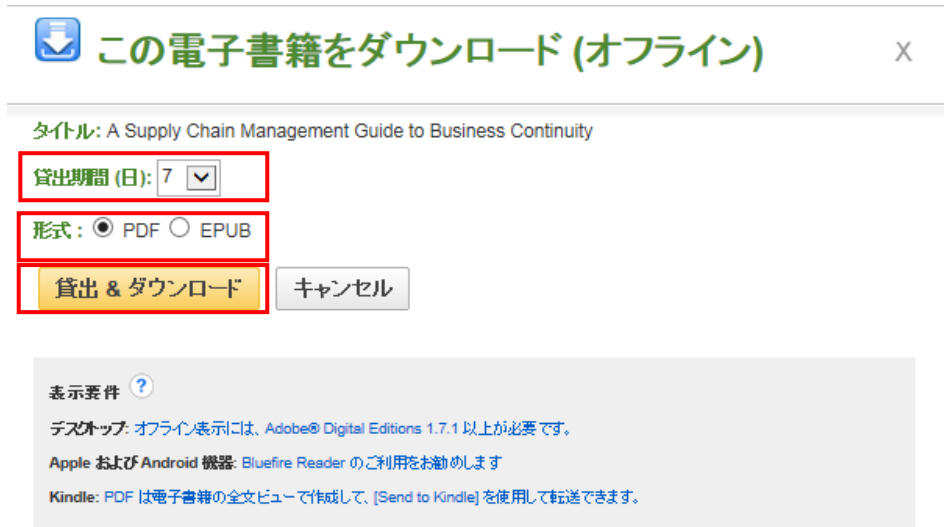 この電子書籍をダウンロード (オフライン) X
タイトル: A Supply Chain Management Guide to Business Continuity
貸出期間 (日): 7
形式 : PDF EPUB
貸出 & ダウンロード キャンセル
表示要件 ?
デスクトップ: オフライン表示には、Adobe® Digital Editions 1.7.1 以上が必要です。
Apple および Android 機器: Bluefire Reader のご利用をお勧めします
Kindle: PDF は電子書籍の全文ビューで作成して、[Send to Kindle] を使用して転送できます。